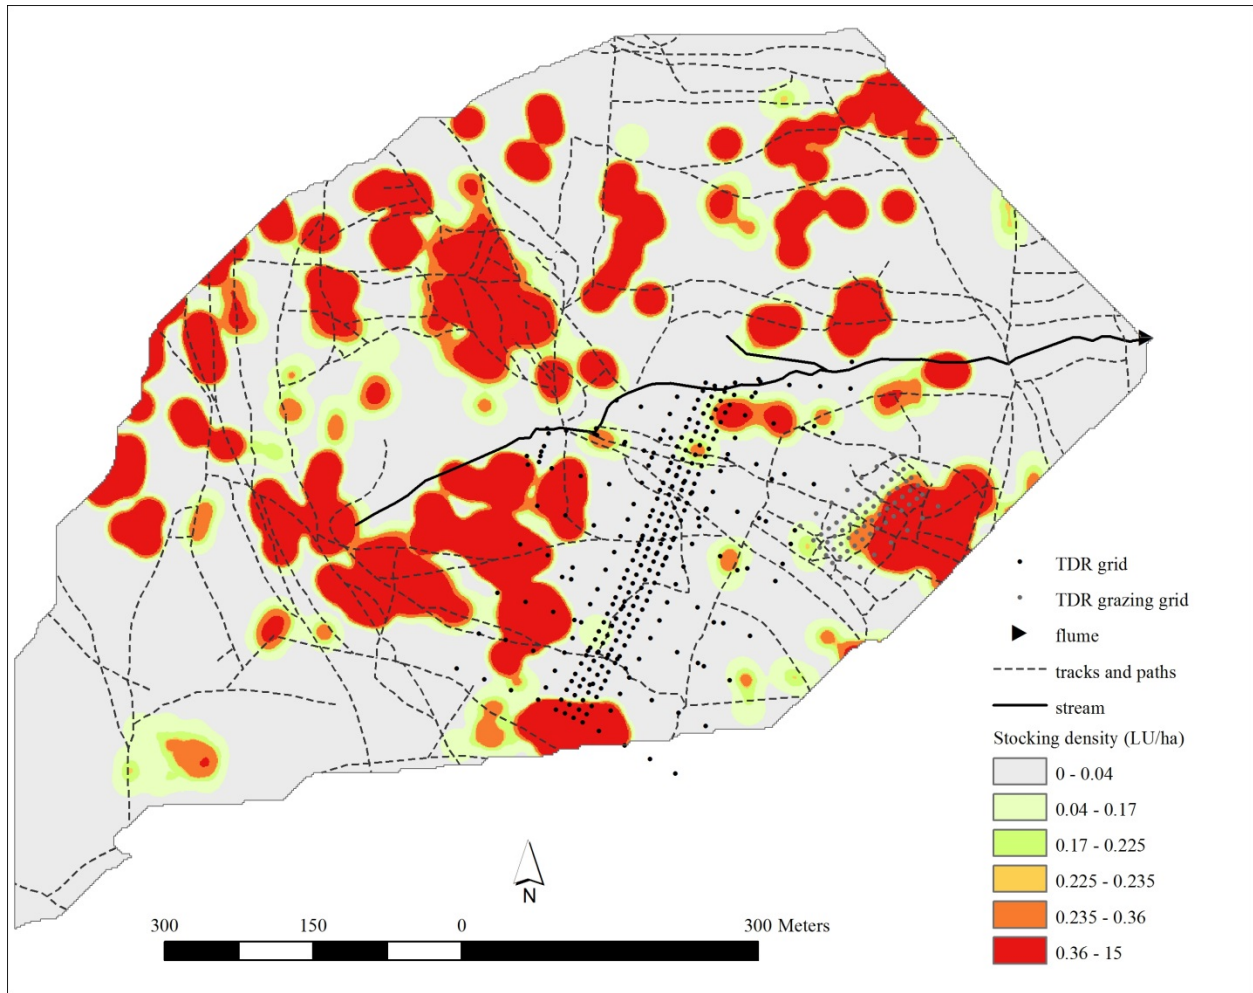 TDR grid
TDR grazing grid
flume
tracks and paths
stream
Stocking density (LU/ha)
0 - 0.04
0.04 - 0.17
0.17 - 0.225
0.225 - 0.235
0.235 - 0.36
0.36 - 15
N
300 150 0 300 Meters